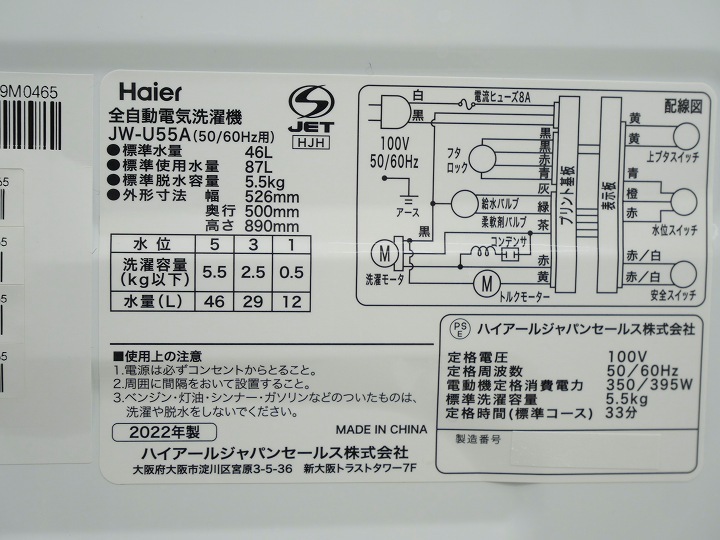 9M0465
65
65
65
65
Haier
全自動電気洗濯機
JW-U55A(50/60Hz用)
●標準水量 46L
●標準使用水量 87L
●標準脱水容量 5.5kg
●外形寸法 幅 526mm
奥行 500mm
高さ 890mm
S
JET
HJH
水位 5 3 1
洗濯容量(kg以下) 5.5 2.5 0.5
水量(L) 46 29 12
■使用上の注意
1.電源は必ずコンセントからとること。
2.周囲に間隔をおいて設置すること。
3.ベンジン・灯油・シンナー・ガソリンなどのついたものは、
洗濯や脱水をしないでください。
2022年製
MADE IN CHINA
ハイアールジャパンセールス株式会社
大阪府大阪市淀川区宮原3-5-36 新大阪トラストタワー7F
配線図
白
電流ヒューズ8A
黒
100V
50/60Hz
アース
フタロック
黒
黒
赤
青
灰
給水バルブ
緑
柔軟剤バルブ
茶
黒
コンデンサ
M
洗濯モータ
赤
黄
M
トルクモーター
プリント基板
表示板
黄
黄
上ブタスイッチ
青
橙
赤
水位スイッチ
赤/白
赤/白
安全スイッチ
PSE
ハイアールジャパンセールス株式会社
定格電圧 100V
定格周波数 50/60Hz
電動機定格消費電力 350/395W
標準洗濯容量 5.5kg
定格時間(標準コース) 33分
製造番号